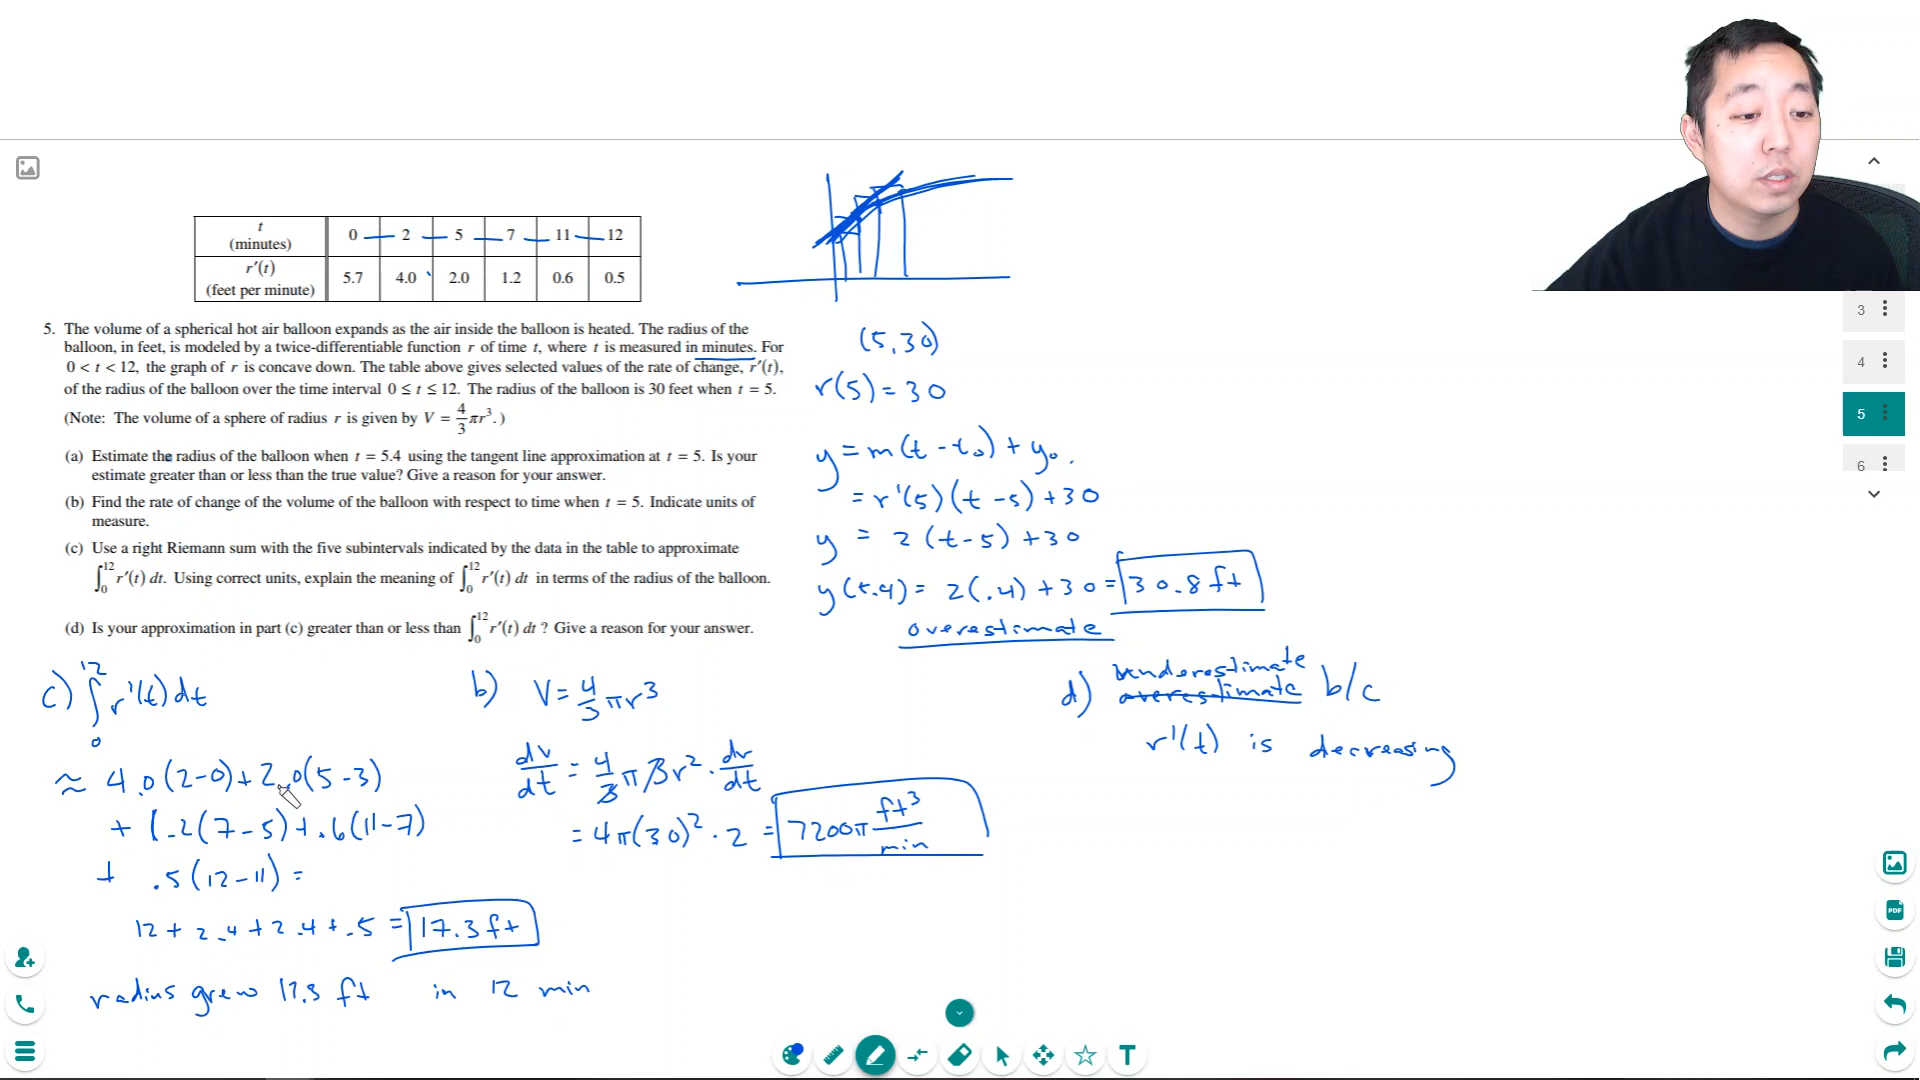 t
(minutes)
0 2 5 7 11 12
r′(t)
(feet per minute)
5.7 4.0 2.0 1.2 0.6 0.5
5. The volume of a spherical hot air balloon expands as the air inside the balloon is heated. The radius of the
balloon, in feet, is modeled by a twice-differentiable function r of time t, where t is measured in minutes. For
0 < t < 12, the graph of r is concave down. The table above gives selected values of the rate of change, r′(t),
of the radius of the balloon over the time interval 0 ≤ t ≤ 12. The radius of the balloon is 30 feet when t = 5.
(Note: The volume of a sphere of radius r is given by V = 4/3 πr³.)
(a) Estimate the radius of the balloon when t = 5.4 using the tangent line approximation at t = 5. Is your
estimate greater than or less than the true value? Give a reason for your answer.
(b) Find the rate of change of the volume of the balloon with respect to time when t = 5. Indicate units of
measure.
(c) Use a right Riemann sum with the five subintervals indicated by the data in the table to approximate
∫₀¹² r′(t) dt. Using correct units, explain the meaning of ∫₀¹² r′(t) dt in terms of the radius of the balloon.
(d) Is your approximation in part (c) greater than or less than ∫₀¹² r′(t) dt ? Give a reason for your answer.
(5,30)
r(5) = 30
y = m(t - t₀) + y₀.
= r'(5)(t - 5) + 30
y = 2(t-5) + 30
y(5.4) = 2(.4) + 30 = 30.8 ft
overestimate
c) ∫₀¹² r'(t) dt
≈ 4.0(2-0) + 2.0(5-3)
+ 1.2(7-5) + .6(11-7)
+ .5(12-11) =
12 + 2.4 + 2.4 + .5 = 17.3 ft
radius grew 17.3 ft in 12 min
b) V = 4/3 πr³
dv/dt = 4/3 π 3r² · dr/dt
= 4π(30)² · 2 = 7200π ft³/min
d) underestimate
overestimate b/c
r'(t) is decreasing
3
4
5
6
PDF
T